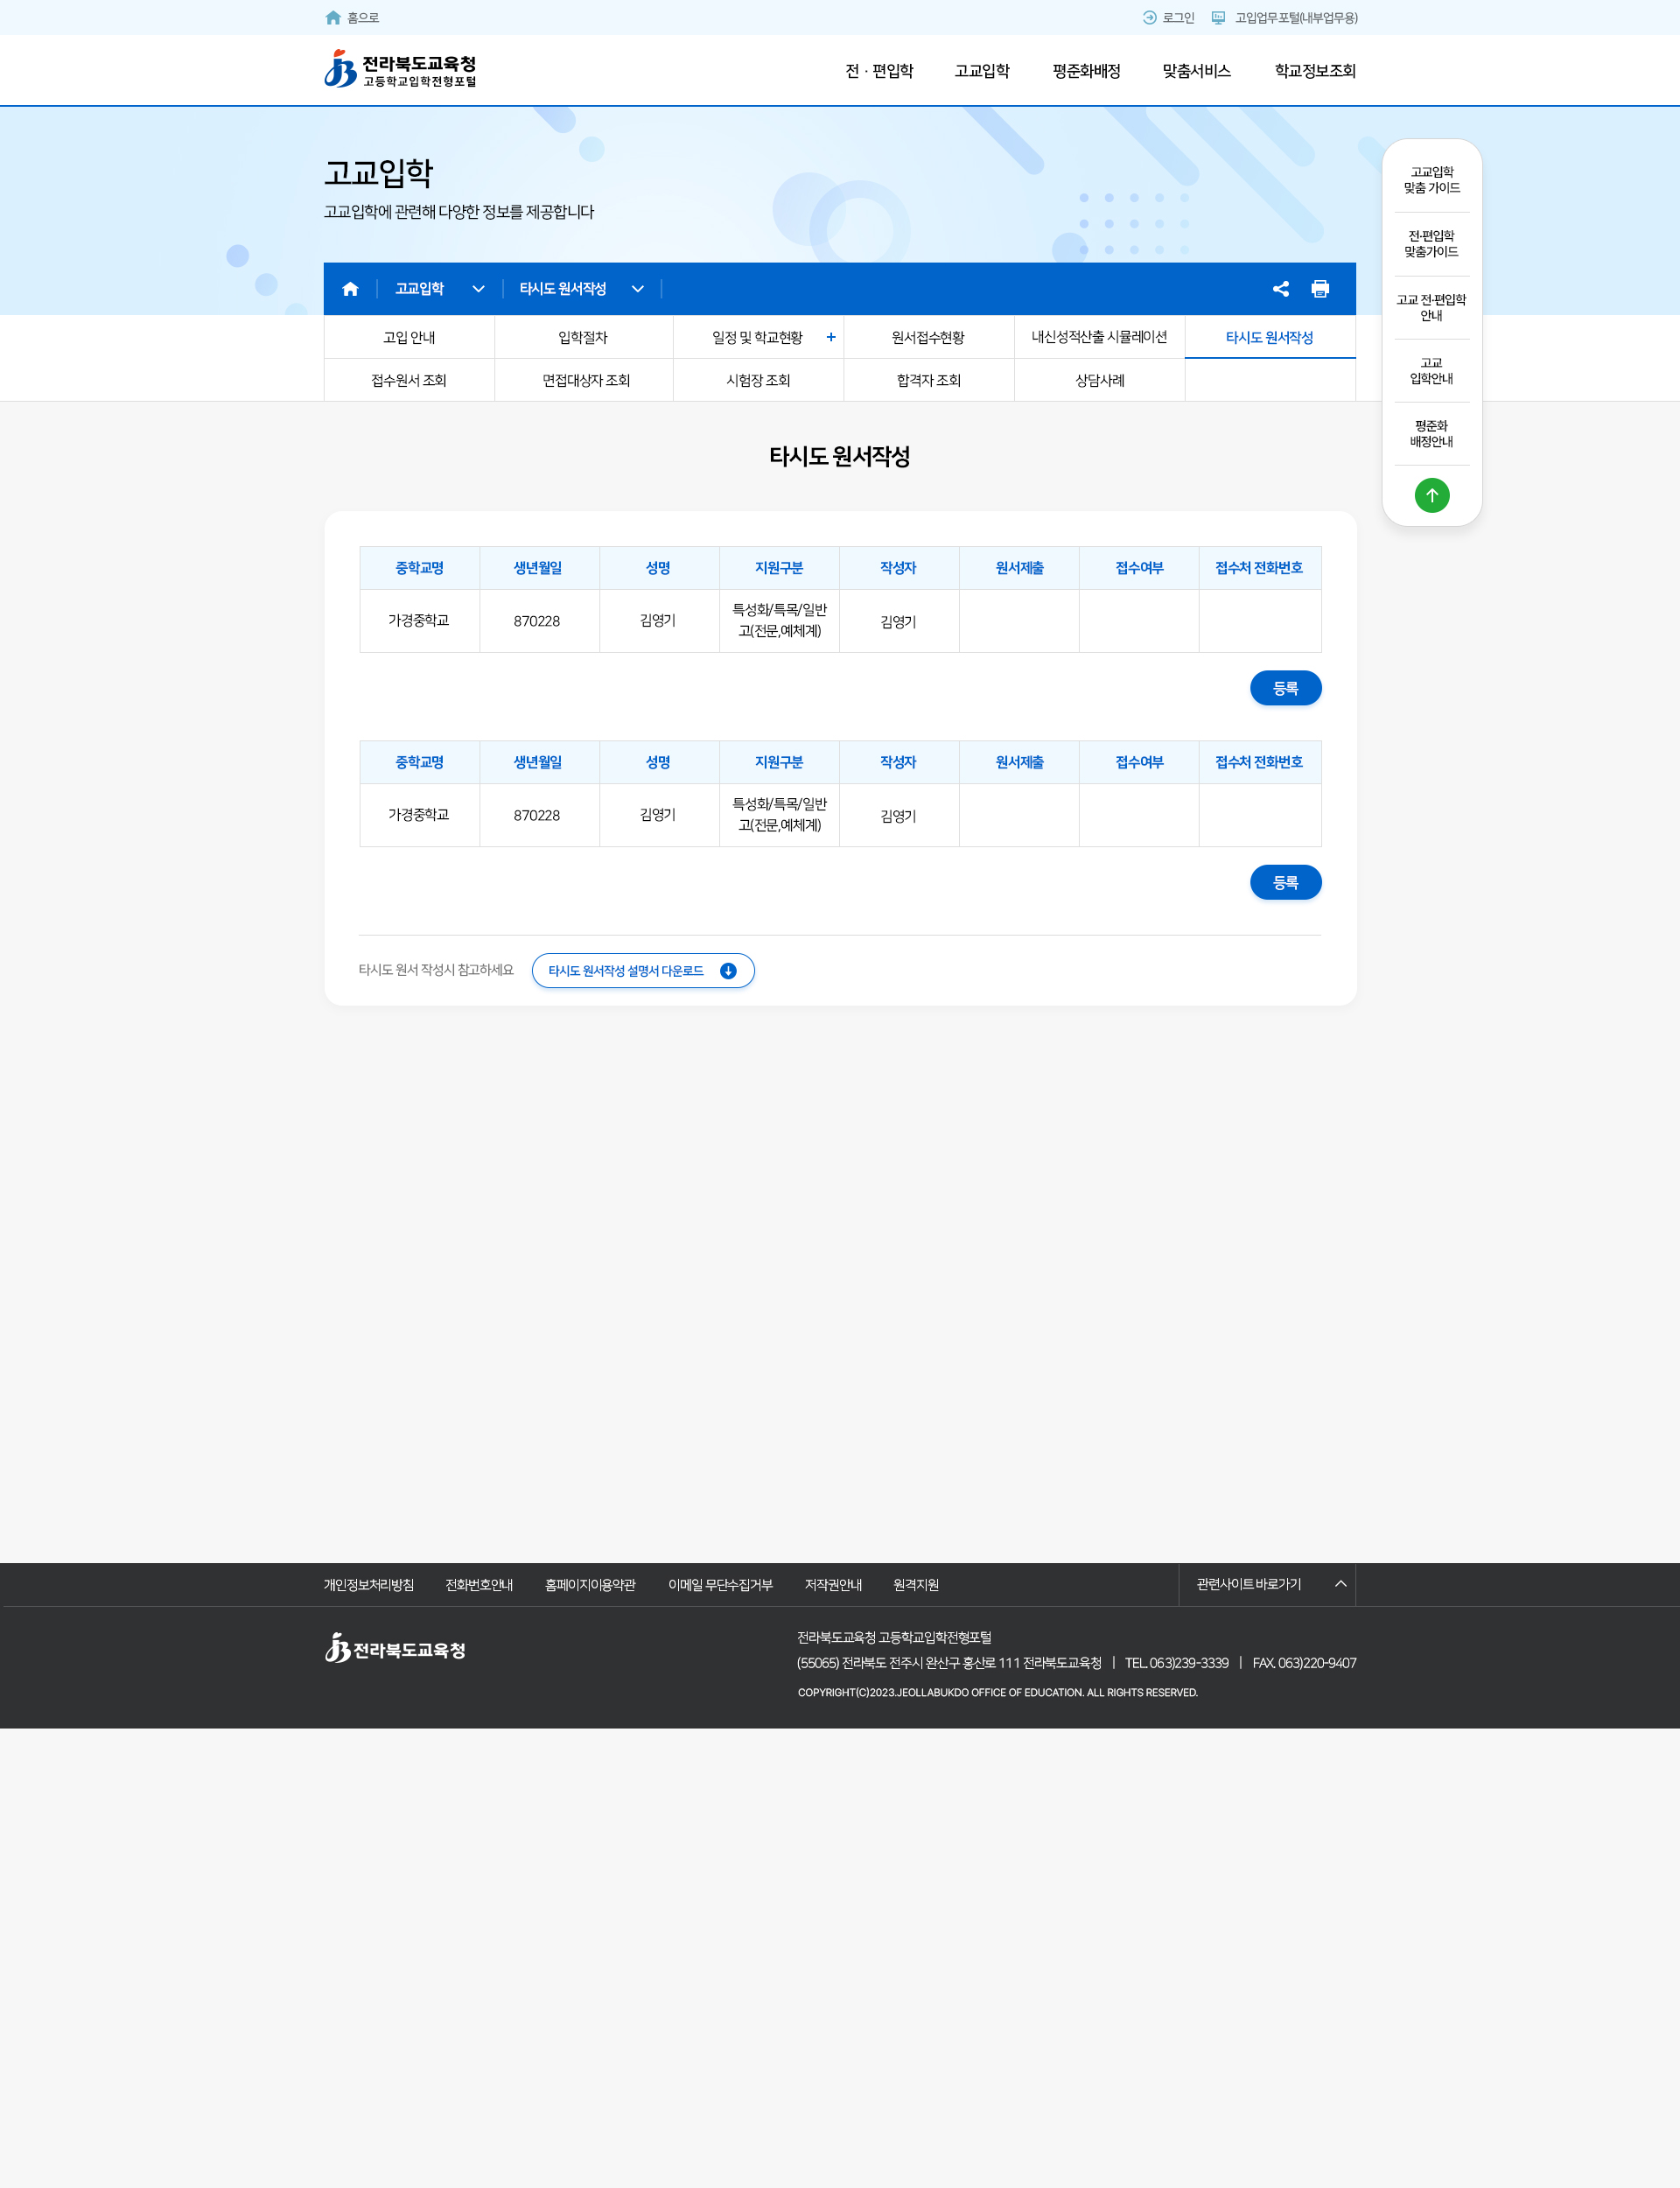 홈으로
로그인 고입업무포털(내부업무용)
전라북도교육청
고등학교입학전형포털
전 · 편입학 고교입학 평준화배정 맞춤서비스 학교정보조회
고교입학
고교입학에 관련해 다양한 정보를 제공합니다
고교입학 타시도 원서작성
고입 안내 입학절차 일정 및 학교현황 + 원서접수현황 내신성적산출 시뮬레이션 타시도 원서작성
접수원서 조회 면접대상자 조회 시험장 조회 합격자 조회 상담사례
고교입학
맞춤 가이드
전·편입학
맞춤가이드
고교 전·편입학
안내
고교
입학안내
평준화
배정안내
타시도 원서작성
중학교명 생년월일 성명 지원구분 작성자 원서제출 접수여부 접수처 전화번호
가경중학교 870228 김영기 특성화/특목/일반 김영기
고(전문,예체계)
등록
중학교명 생년월일 성명 지원구분 작성자 원서제출 접수여부 접수처 전화번호
가경중학교 870228 김영기 특성화/특목/일반 김영기
고(전문,예체계)
등록
타시도 원서 작성시 참고하세요 타시도 원서작성 설명서 다운로드
개인정보처리방침 전화번호안내 홈페이지이용약관 이메일 무단수집거부 저작권안내 원격지원 관련사이트 바로가기
전라북도교육청
전라북도교육청 고등학교입학전형포털
(55065) 전라북도 전주시 완산구 홍산로 111 전라북도교육청 | TEL. 063)239-3339 | FAX. 063)220-9407
COPYRIGHT(C)2023.JEOLLABUKDO OFFICE OF EDUCATION. ALL RIGHTS RESERVED.